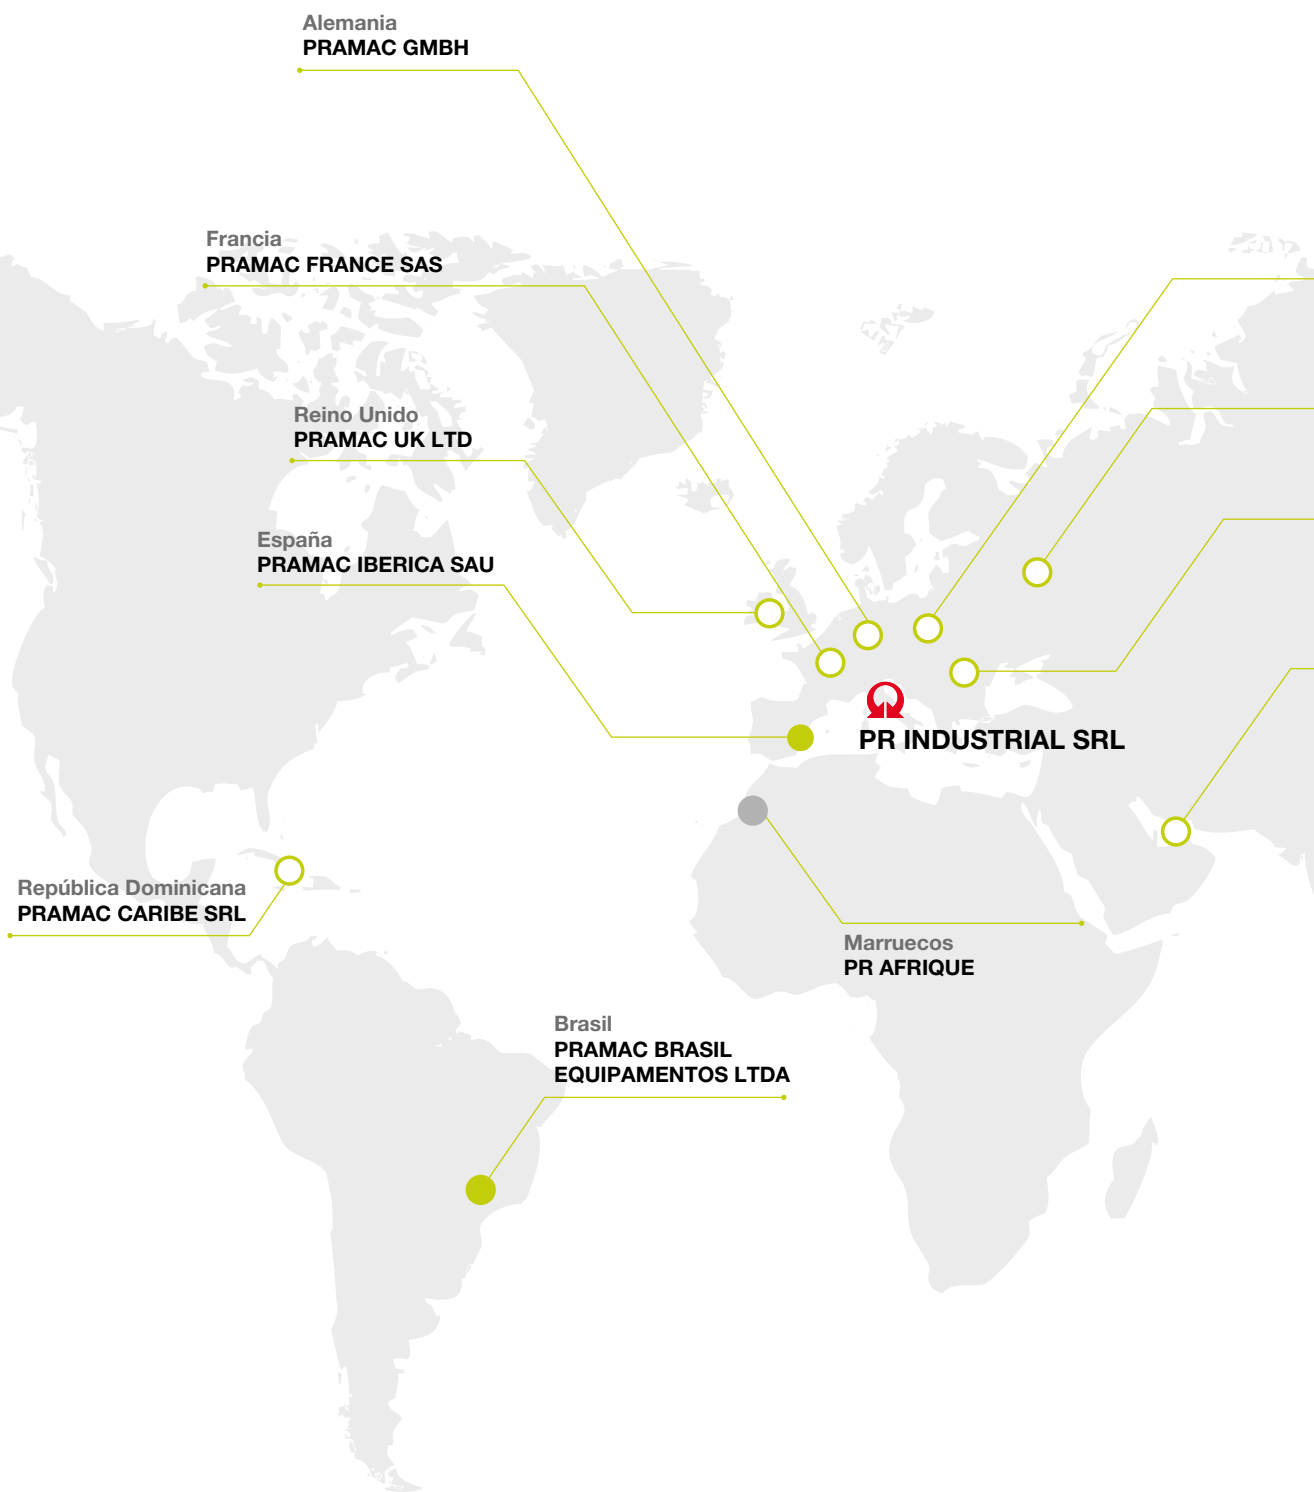 Alemania
PRAMAC GMBH
Francia
PRAMAC FRANCE SAS
Reino Unido
PRAMAC UK LTD
España
PRAMAC IBERICA SAU
PR INDUSTRIAL SRL
República Dominicana
PRAMAC CARIBE SRL
Marruecos
PR AFRIQUE
Brasil
PRAMAC BRASIL
EQUIPAMENTOS LTDA